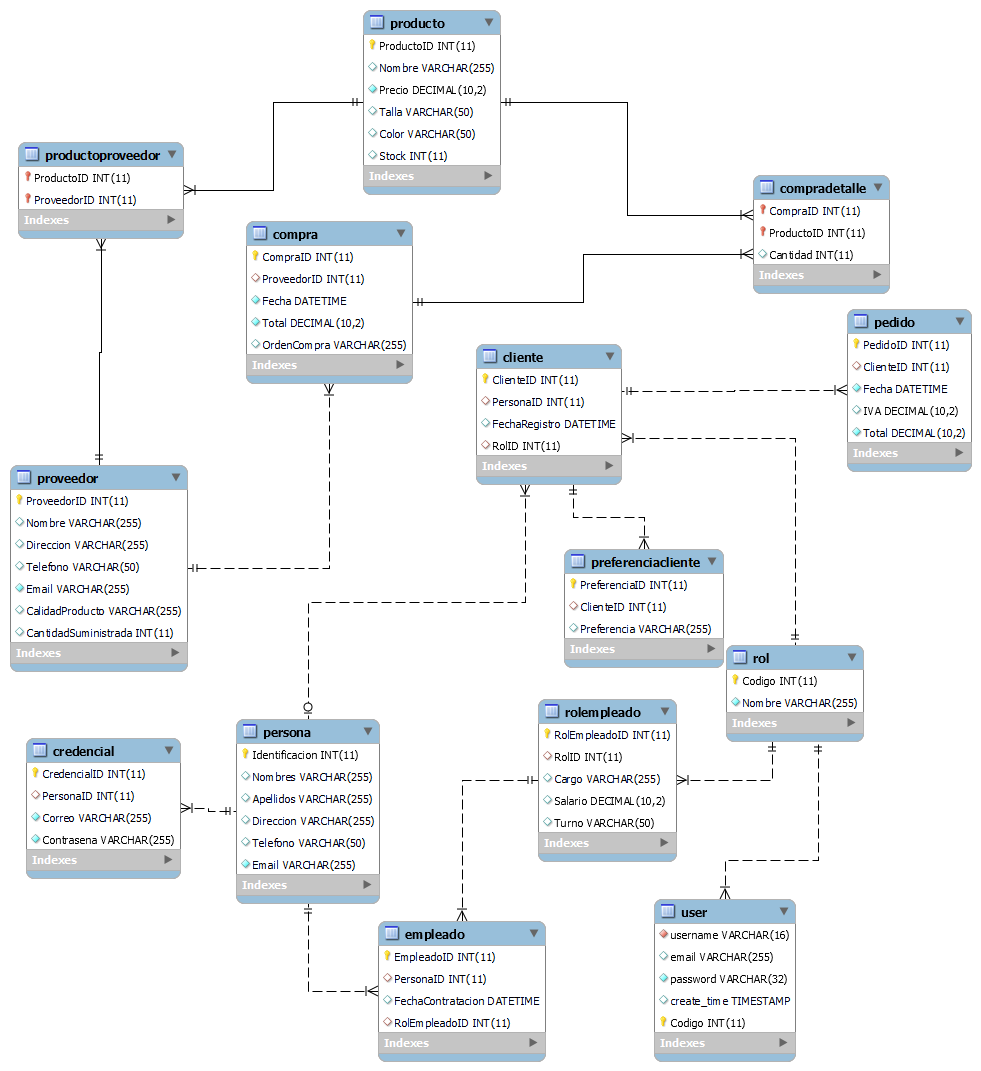 producto
ProductoID INT(11)
Nombre VARCHAR(255)
Precio DECIMAL(10,2)
Talla VARCHAR(50)
Color VARCHAR(50)
Stock INT(11)
Indexes
productoproveedor
ProductoID INT(11)
ProveedorID INT(11)
Indexes
compradetalle
CompraID INT(11)
ProductoID INT(11)
Cantidad INT(11)
Indexes
compra
CompraID INT(11)
ProveedorID INT(11)
Fecha DATETIME
Total DECIMAL(10,2)
OrdenCompra VARCHAR(255)
Indexes
pedido
PedidoID INT(11)
ClienteID INT(11)
Fecha DATETIME
IVA DECIMAL(10,2)
Total DECIMAL(10,2)
Indexes
cliente
ClienteID INT(11)
PersonaID INT(11)
FechaRegistro DATETIME
RolID INT(11)
Indexes
proveedor
ProveedorID INT(11)
Nombre VARCHAR(255)
Direccion VARCHAR(255)
Telefono VARCHAR(50)
Email VARCHAR(255)
CalidadProducto VARCHAR(255)
CantidadSuministrada INT(11)
Indexes
preferenciacliente
PreferenciaID INT(11)
ClienteID INT(11)
Preferencia VARCHAR(255)
Indexes
rol
Codigo INT(11)
Nombre VARCHAR(255)
Indexes
rolempleado
RolEmpleadoID INT(11)
RolID INT(11)
Cargo VARCHAR(255)
Salario DECIMAL(10,2)
Turno VARCHAR(50)
Indexes
persona
Identificacion INT(11)
Nombres VARCHAR(255)
Apellidos VARCHAR(255)
Direccion VARCHAR(255)
Telefono VARCHAR(50)
Email VARCHAR(255)
Indexes
credencial
CredencialID INT(11)
PersonaID INT(11)
Correo VARCHAR(255)
Contrasena VARCHAR(255)
Indexes
user
username VARCHAR(16)
email VARCHAR(255)
password VARCHAR(32)
create_time TIMESTAMP
Codigo INT(11)
Indexes
empleado
EmpleadoID INT(11)
PersonaID INT(11)
FechaContratacion DATETIME
RolEmpleadoID INT(11)
Indexes